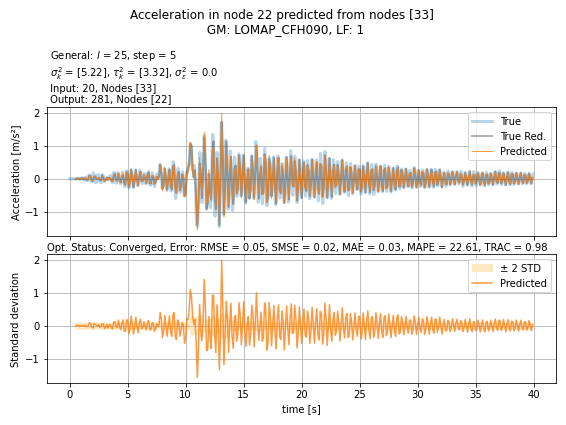 Acceleration in node 22 predicted from nodes [33]
GM: LOMAP_CFH090, LF: 1
General: l = 25, step = 5
σ²ₖ = [5.22], τ²ₖ = [3.32], σ²ε = 0.0
Input: 20, Nodes [33]
Output: 281, Nodes [22]
Acceleration [m/s²]
2
1
0
−1
True
True Red.
Predicted
Opt. Status: Converged, Error: RMSE = 0.05, SMSE = 0.02, MAE = 0.03, MAPE = 22.61, TRAC = 0.98
Standard deviation
2
1
0
−1
± 2 STD
Predicted
0 5 10 15 20 25 30 35 40
time [s]